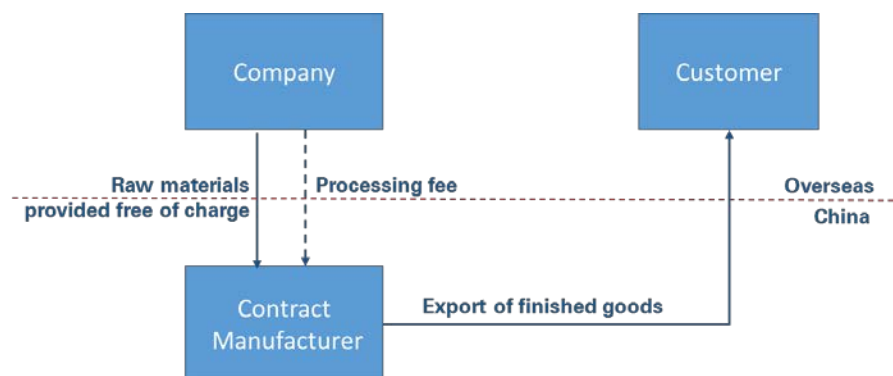 Company
Customer
Raw materials
provided free of charge
Processing fee
Overseas
China
Contract
Manufacturer
Export of finished goods